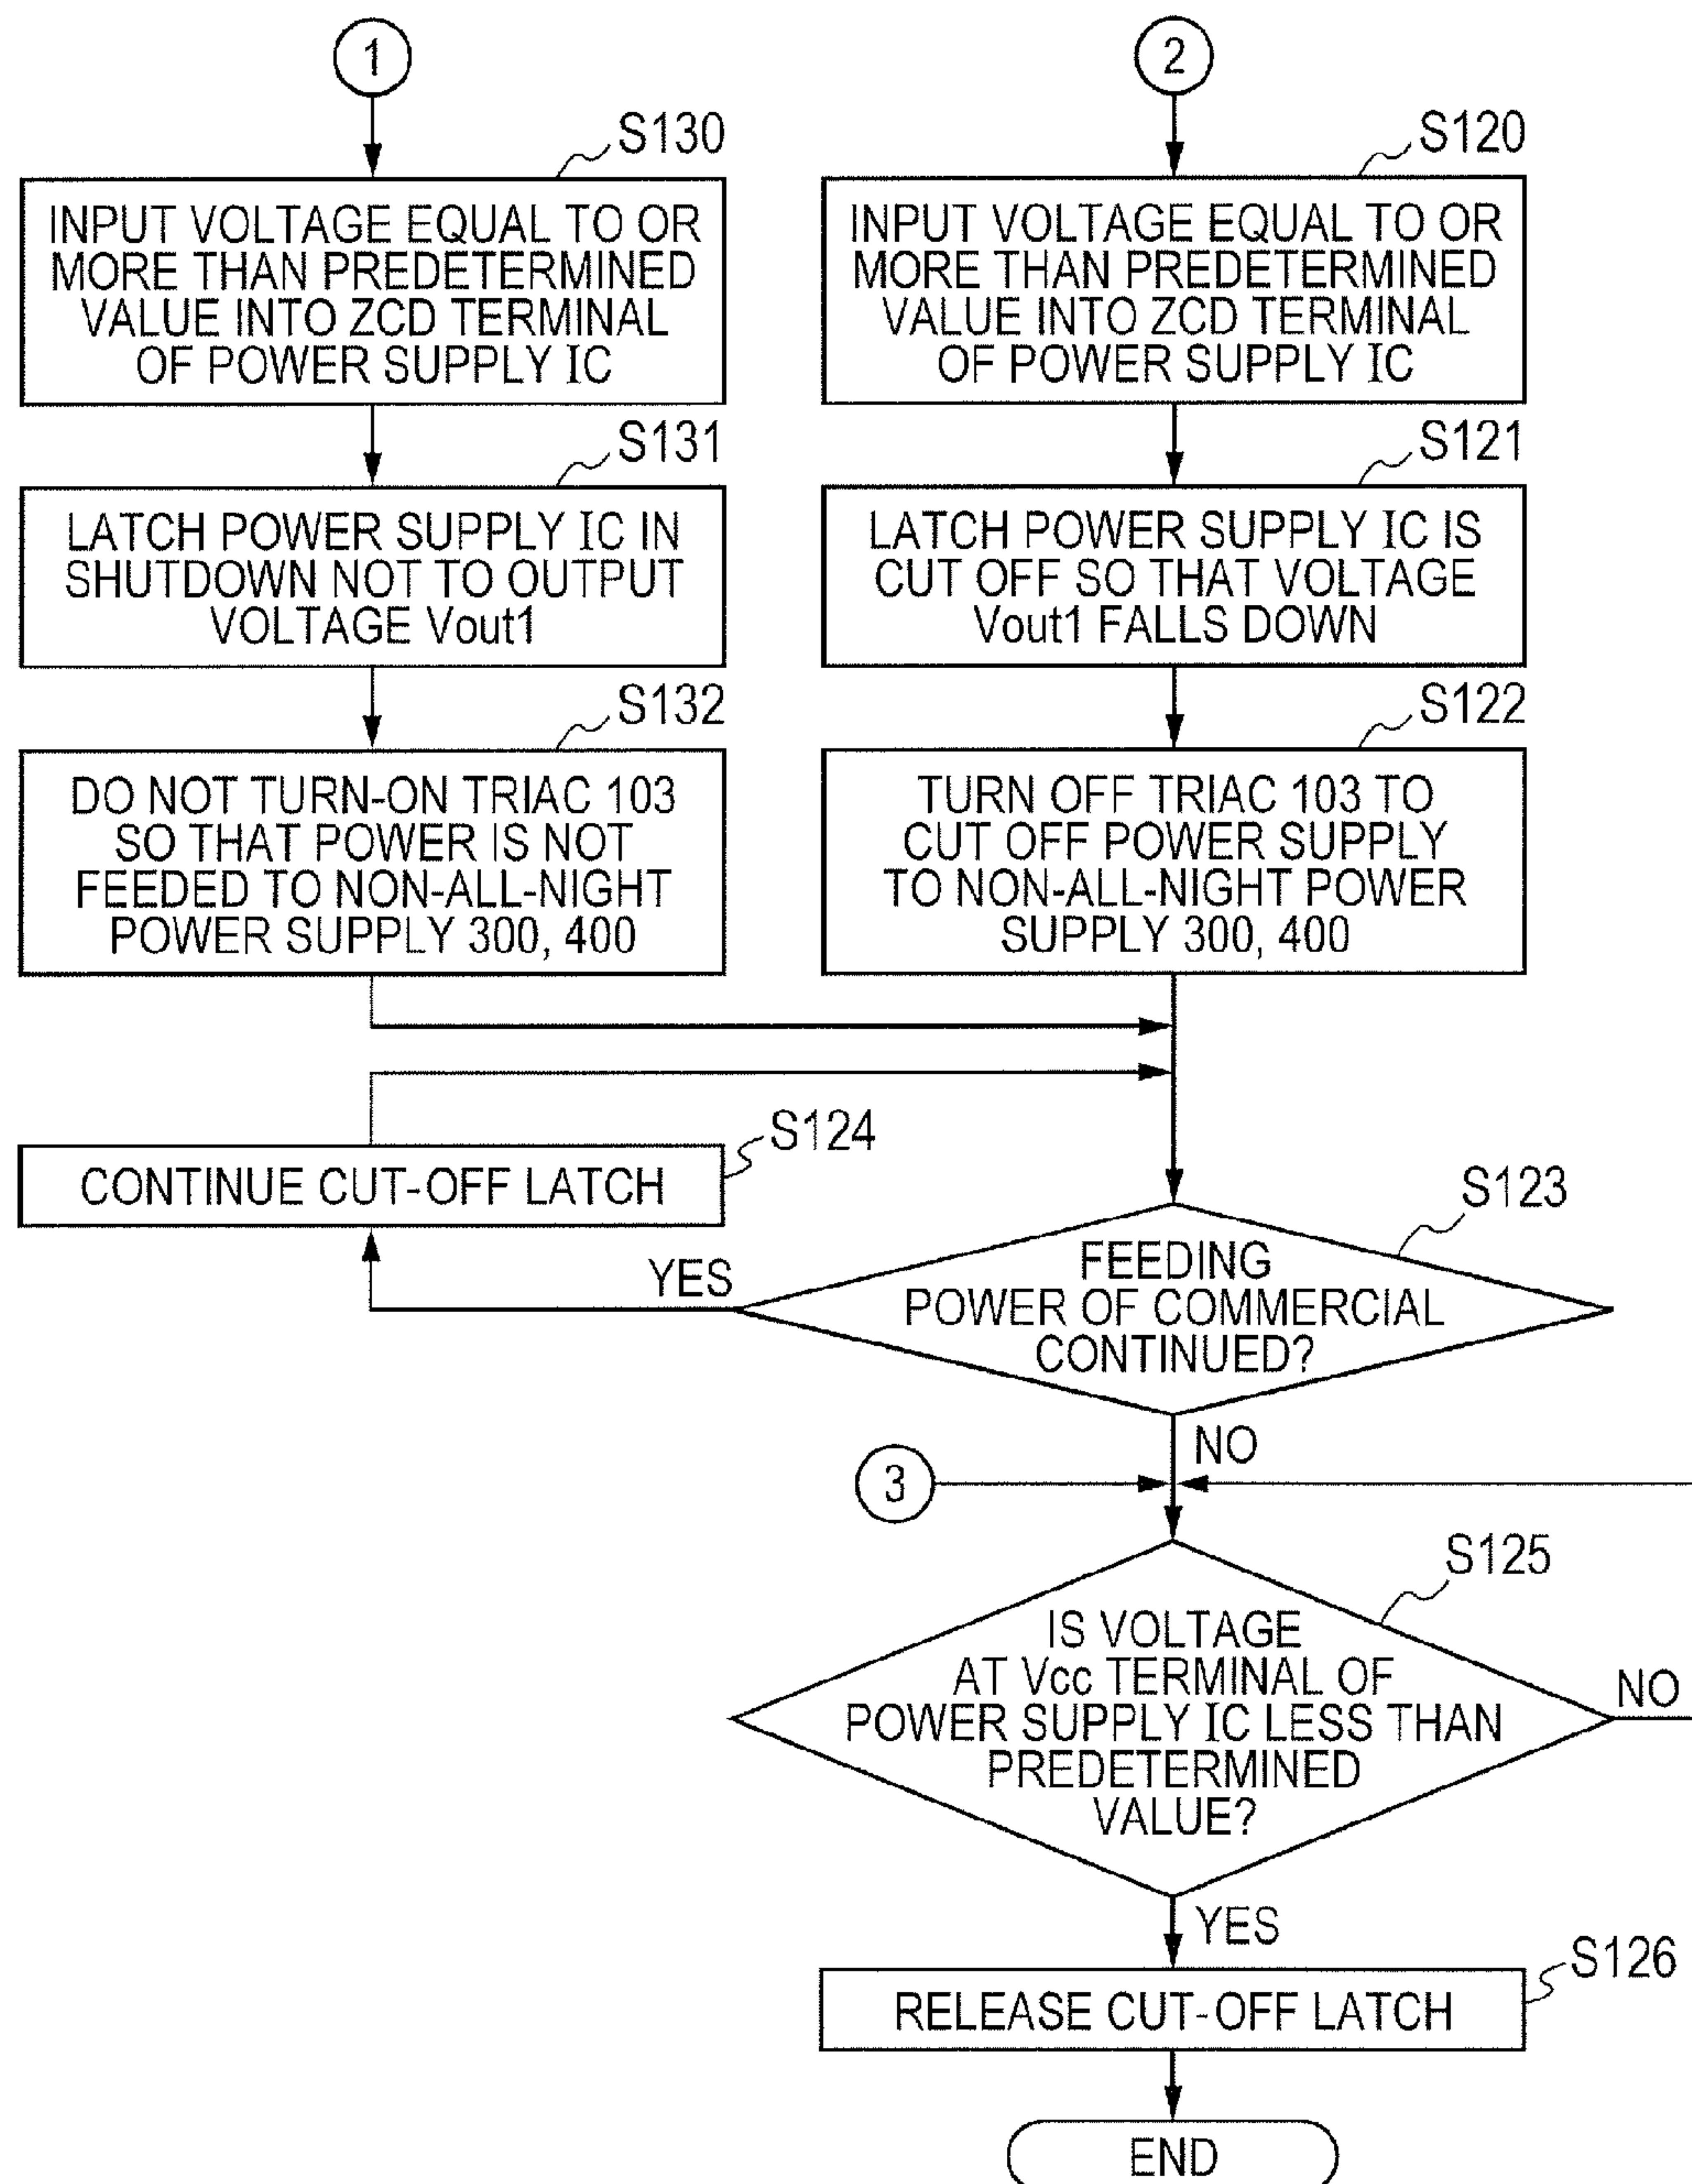 1
S130
INPUT VOLTAGE EQUAL TO OR
MORE THAN PREDETERMINED
VALUE INTO ZCD TERMINAL
OF POWER SUPPLY IC
S131
LATCH POWER SUPPLY IC IN
SHUTDOWN NOT TO OUTPUT
VOLTAGE Vout1
S132
DO NOT TURN-ON TRIAC 103
SO THAT POWER IS NOT
FEEDED TO NON-ALL-NIGHT
POWER SUPPLY 300, 400
2
S120
INPUT VOLTAGE EQUAL TO OR
MORE THAN PREDETERMINED
VALUE INTO ZCD TERMINAL
OF POWER SUPPLY IC
S121
LATCH POWER SUPPLY IC IS
CUT OFF SO THAT VOLTAGE
Vout1 FALLS DOWN
S122
TURN OFF TRIAC 103 TO
CUT OFF POWER SUPPLY
TO NON-ALL-NIGHT POWER
SUPPLY 300, 400
S124
CONTINUE CUT-OFF LATCH
S123
YES
FEEDING
POWER OF COMMERCIAL
CONTINUED?
NO
3
S125
IS VOLTAGE
AT Vcc TERMINAL OF
POWER SUPPLY IC LESS THAN
PREDETERMINED
VALUE?
NO
YES
S126
RELEASE CUT-OFF LATCH
END